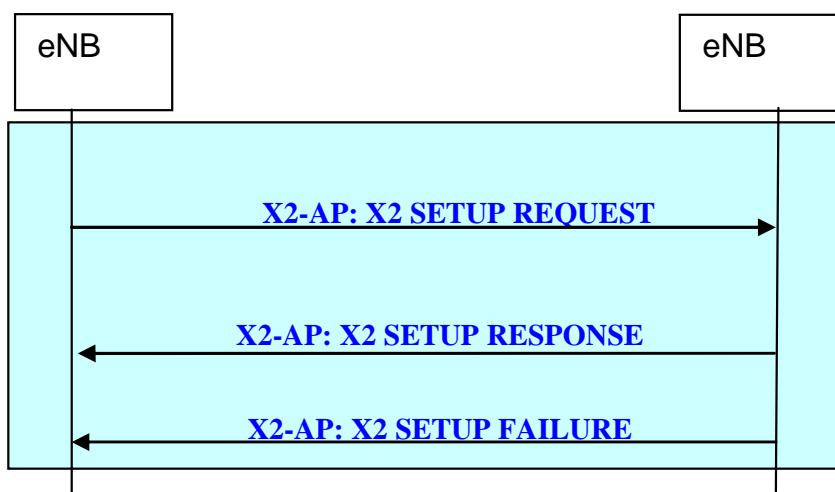 eNB
eNB
X2-AP: X2 SETUP REQUEST
X2-AP: X2 SETUP RESPONSE
X2-AP: X2 SETUP FAILURE